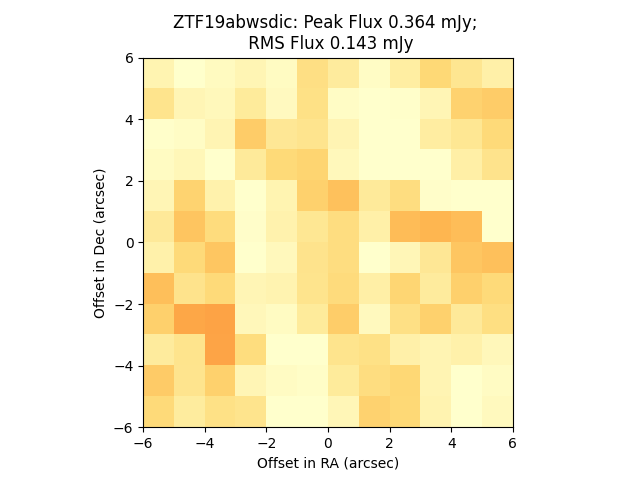 ZTF19abwsdic: Peak Flux 0.364 mJy;
RMS Flux 0.143 mJy
6
4
2
0
−2
−4
−6
Offset in Dec (arcsec)
−6 −4 −2 0 2 4 6
Offset in RA (arcsec)